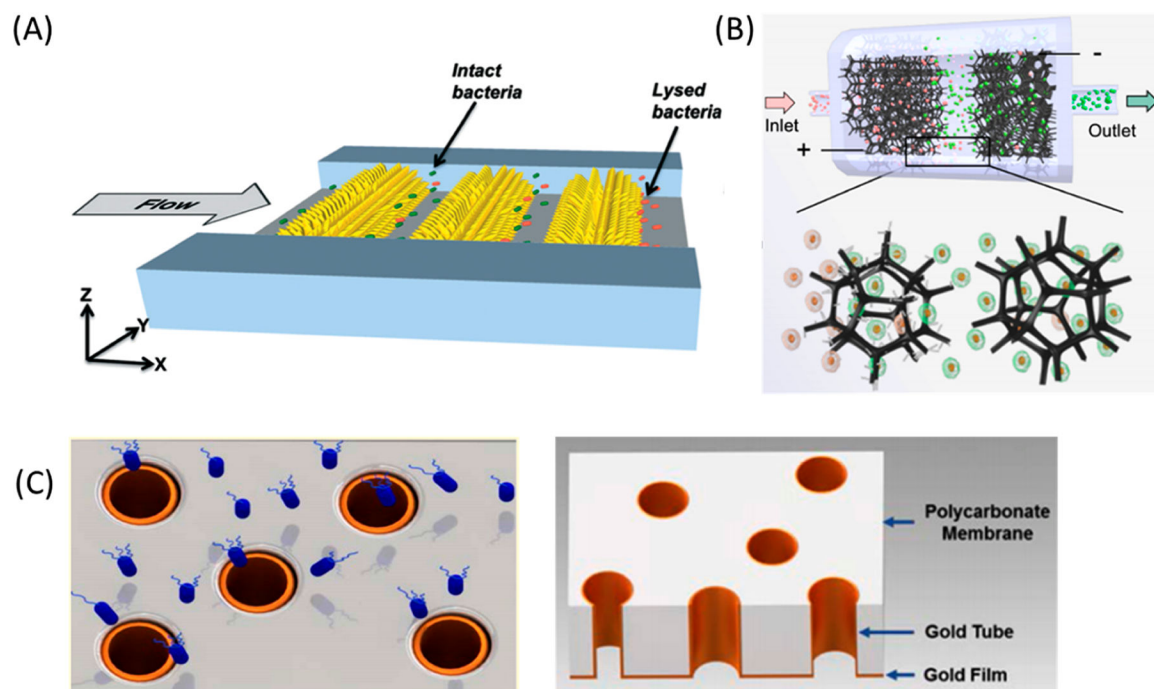 (A)
Intact
bacteria
Lysed
bacteria
Flow
Z
Y
X
(B)
-
Inlet
+
Outlet
(C)
Polycarbonate
Membrane
Gold Tube
Gold Film